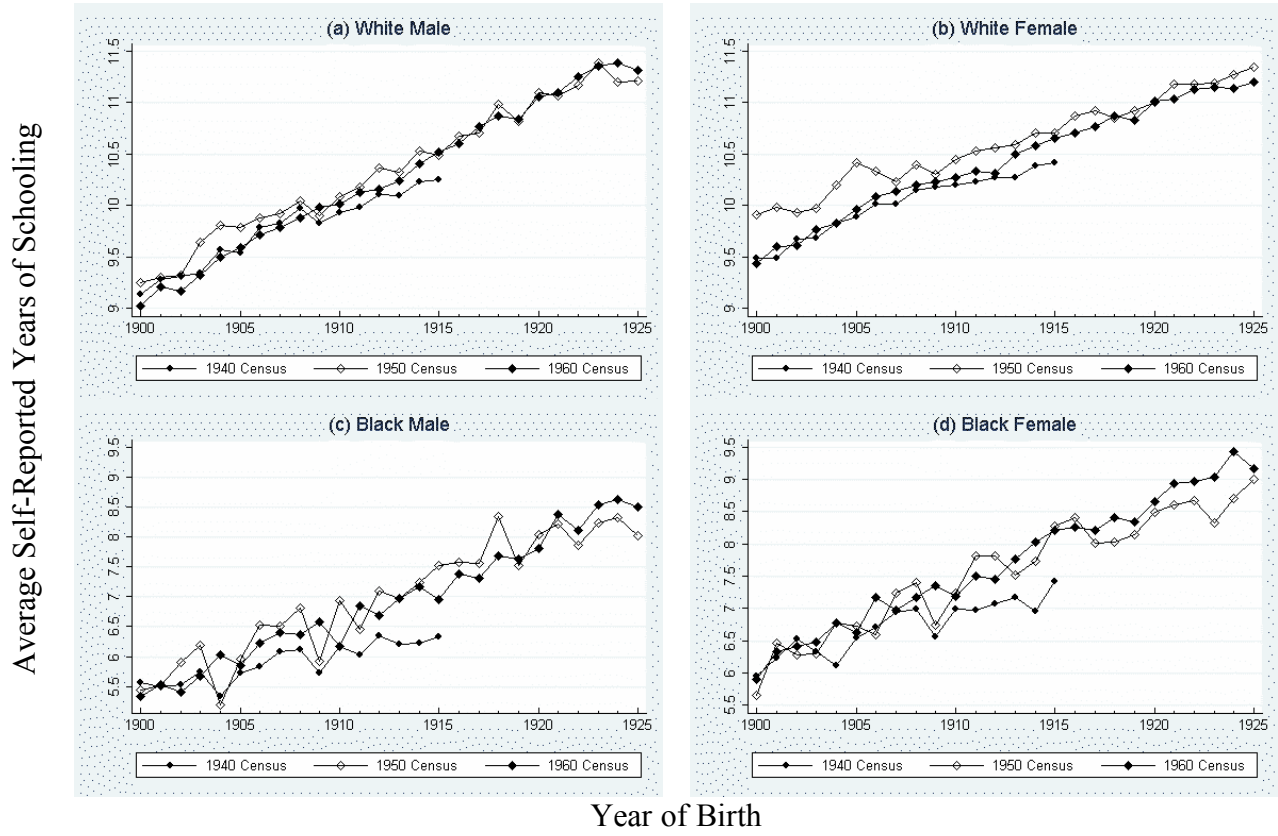 Average Self-Reported Years of Schooling
(a) White Male
11.5
11
10.5
10
9.5
9
1900 1905 1910 1915 1920 1925
1940 Census 1950 Census 1960 Census
(b) White Female
11.5
11
10.5
10
9.5
9
1900 1905 1910 1915 1920 1925
1940 Census 1950 Census 1960 Census
(c) Black Male
9.5
9
8.5
8
7.5
7
6.5
6
5.5
1900 1905 1910 1915 1920 1925
1940 Census 1950 Census 1960 Census
(d) Black Female
9.5
9
8.5
8
7.5
7
6.5
6
5.5
1900 1905 1910 1915 1920 1925
1940 Census 1950 Census 1960 Census
Year of Birth